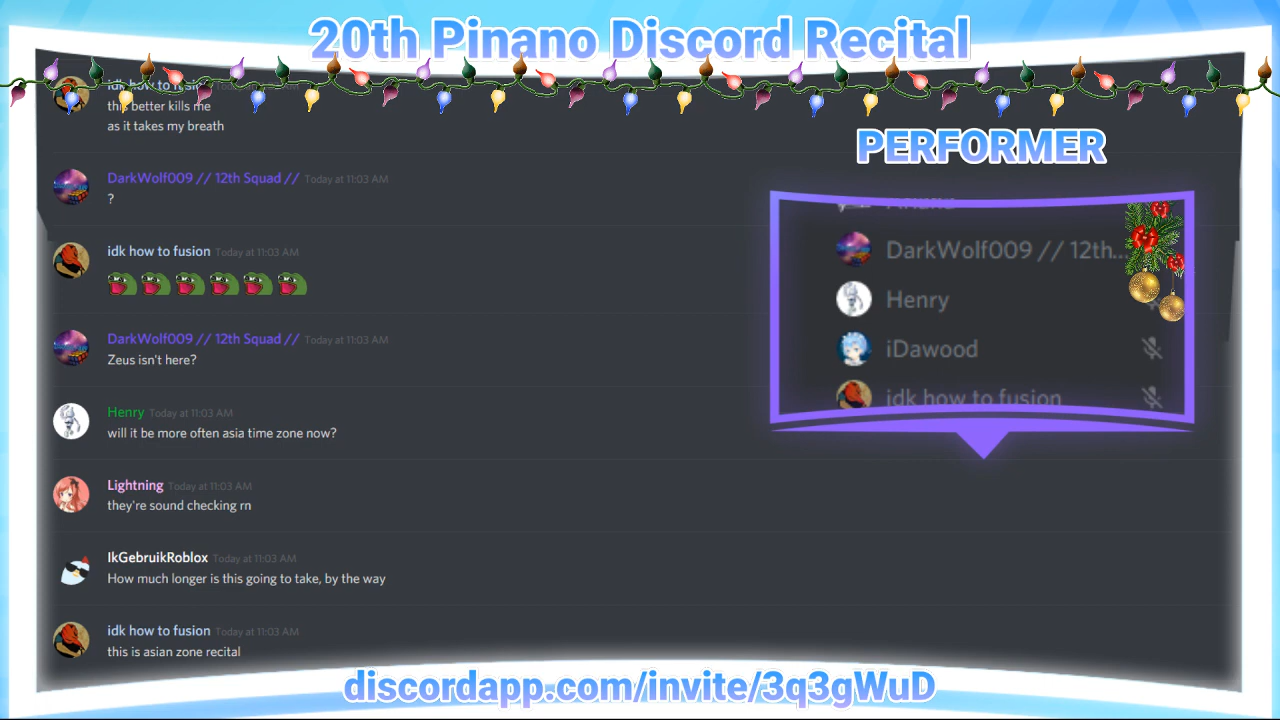 20th Pinano Discord Recital
idk how to fusion
this better kills me
as it takes my breath
PERFORMER
DarkWolf009 // 12th Squad // Today at 11:03 AM
?
idk how to fusion Today at 11:03 AM
DarkWolf009 // 12th...
Henry
iDawood
idk how to fusion
DarkWolf009 // 12th Squad // Today at 11:03 AM
Zeus isn't here?
Henry Today at 11:03 AM
will it be more often asia time zone now?
Lightning Today at 11:03 AM
they're sound checking rn
IkGebruikRoblox Today at 11:03 AM
How much longer is this going to take, by the way
idk how to fusion Today at 11:03 AM
this is asian zone recital
discordapp.com/invite/3q3gWuD